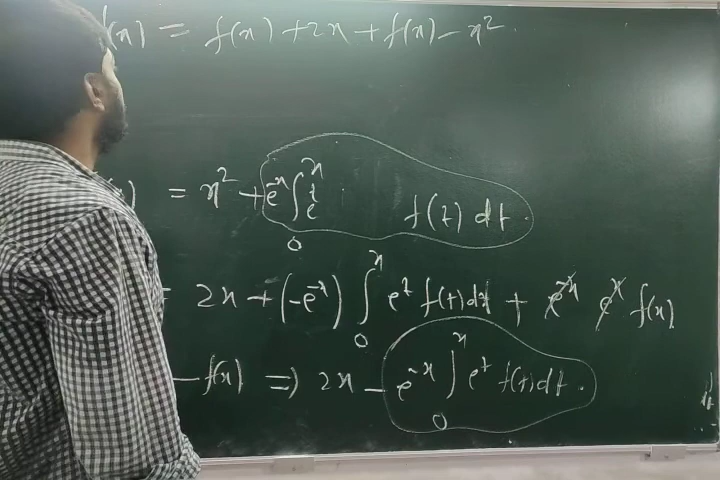 f(x) = f(x) + 2x + f(x) - x²
= x² + e⁻ˣ ∫₀ˣ eᵗ f(t) dt.
= 2x + (-e⁻ˣ) ∫₀ˣ eᵗ f(t) dt + e⁻ˣ eˣ f(x)
- f(x) ⇒ 2x - e⁻ˣ ∫₀ˣ eᵗ f(t) dt.